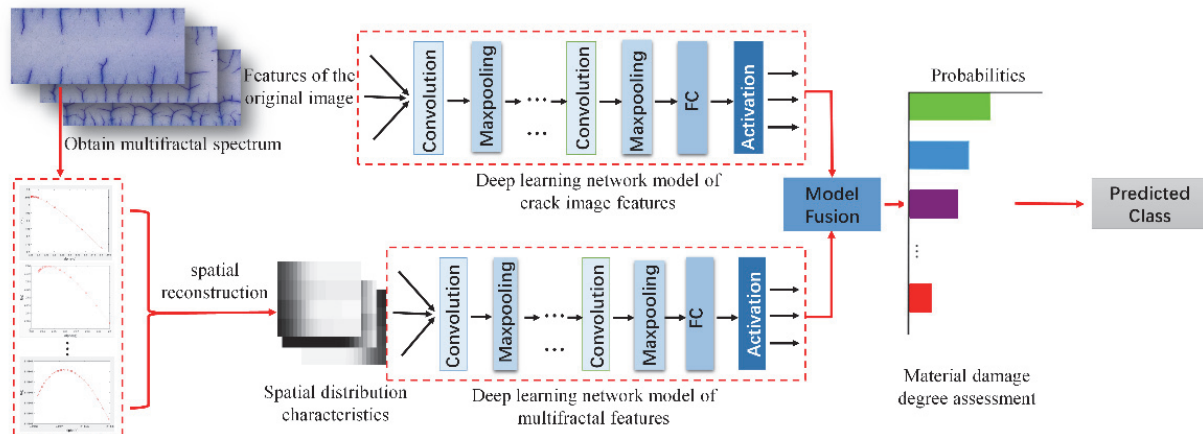 Features of the
original image
Obtain multifractal spectrum
Convolution
Maxpooling
...
...
Convolution
Maxpooling
FC
Activation
Deep learning network model of
crack image features
spatial
reconstruction
Spatial distribution
characteristics
Convolution
Maxpooling
...
...
Convolution
Maxpooling
FC
Activation
Deep learning network model of
multifractal features
Model
Fusion
Probabilities
...
Material damage
degree assessment
Predicted
Class